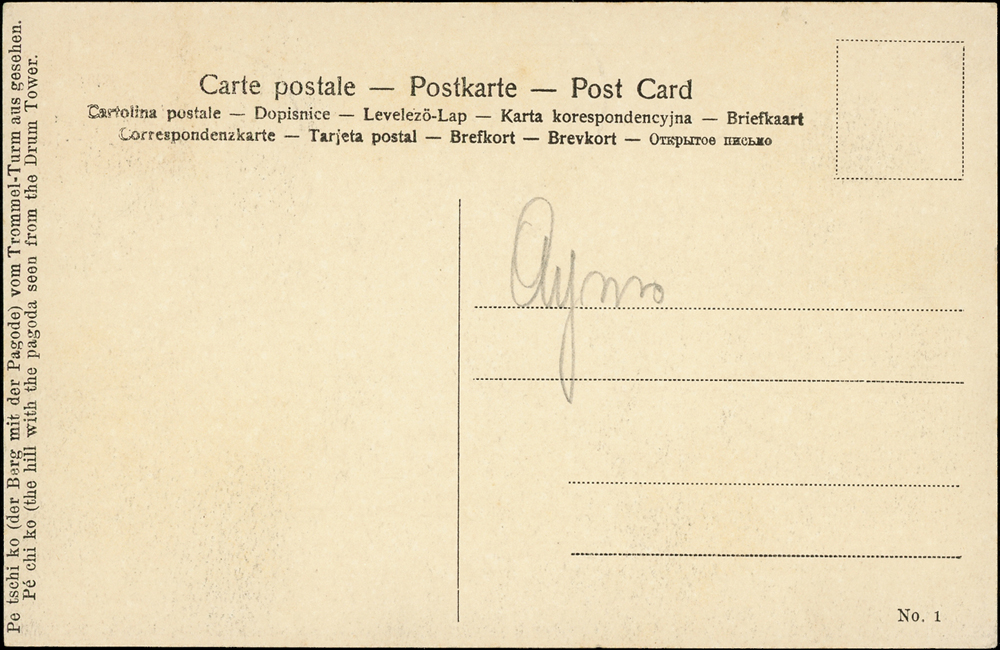 Carte postale — Postkarte — Post Card
Cartolina postale — Dopisnice — Levelező-Lap — Karta korespondencyjna — Briefkaart
Correspondenzkarte — Tarjeta postal — Brefkort — Brevkort — Открытое письмо
Pe tschi ko (der Berg mit der Pagode) vom Trommel-Turm aus gesehen.
Pé chi ko (the hill with the pagoda seen from the Drum Tower.
No. 1